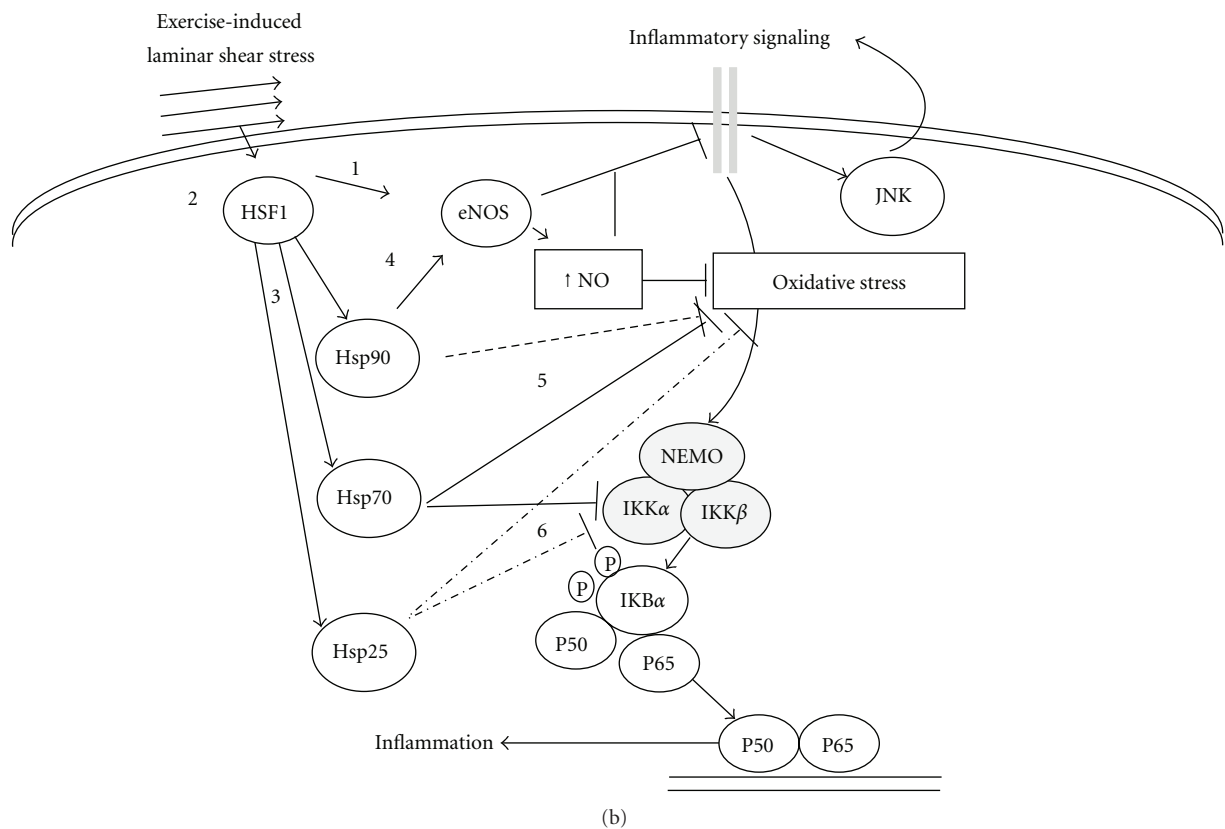 Exercise-induced
laminar shear stress
Inflammatory signaling
1
2
HSF1
eNOS
JNK
4
↑ NO
Oxidative stress
3
Hsp90
5
NEMO
Hsp70
IKKα
IKKβ
6
P
P
IKBα
P50
Hsp25
P65
Inflammation
P50
P65
(b)